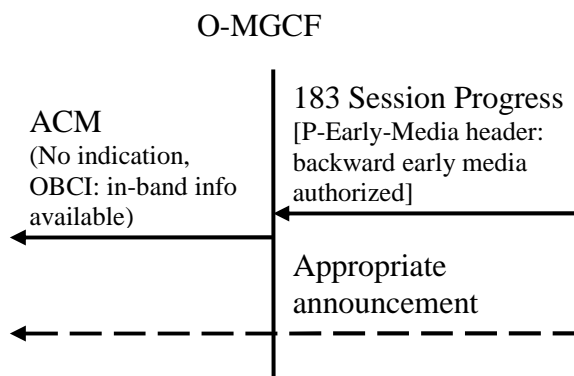 O-MGCF
183 Session Progress
[P-Early-Media header:
backward early media
authorized]
ACM
(No indication,
OBCI: in-band info
available)
Appropriate
announcement